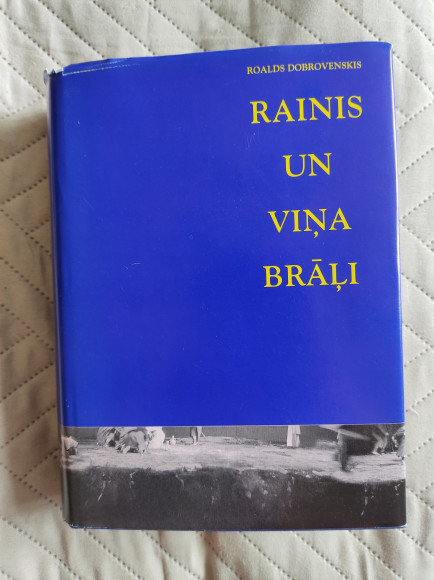 ROALDS DOBROVENSKIS
RAINIS
UN
VIŅA
BRĀĻI